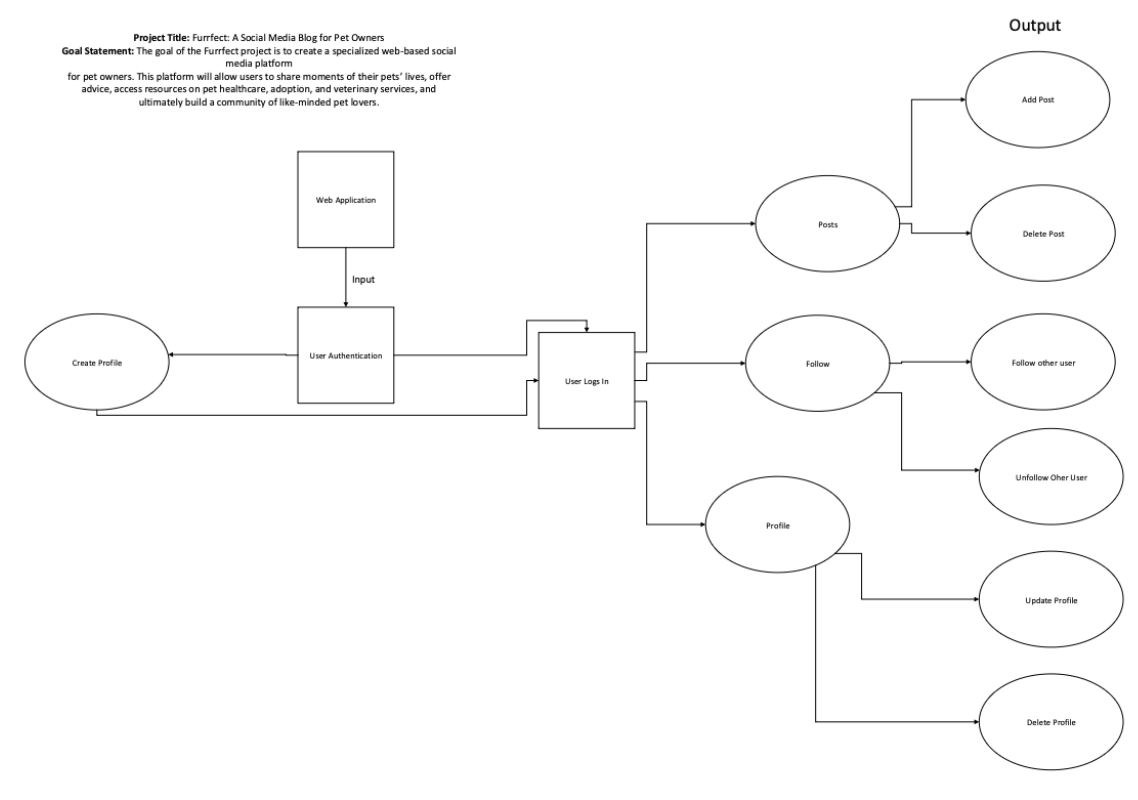 Output
Project Title: Furrfect: A Social Media Blog for Pet Owners
Goal Statement: The goal of the Furrfect project is to create a specialized web-based social
media platform
for pet owners. This platform will allow users to share moments of their pets' lives, offer
advice, access resources on pet healthcare, adoption, and veterinary services, and
ultimately build a community of like-minded pet lovers.
Add Post
Web Application
Posts
Delete Post
Input
User Authentication
Create Profile
User Logs In
Follow
Follow other user
Unfollow Oher User
Profile
Update Profile
Delete Profile